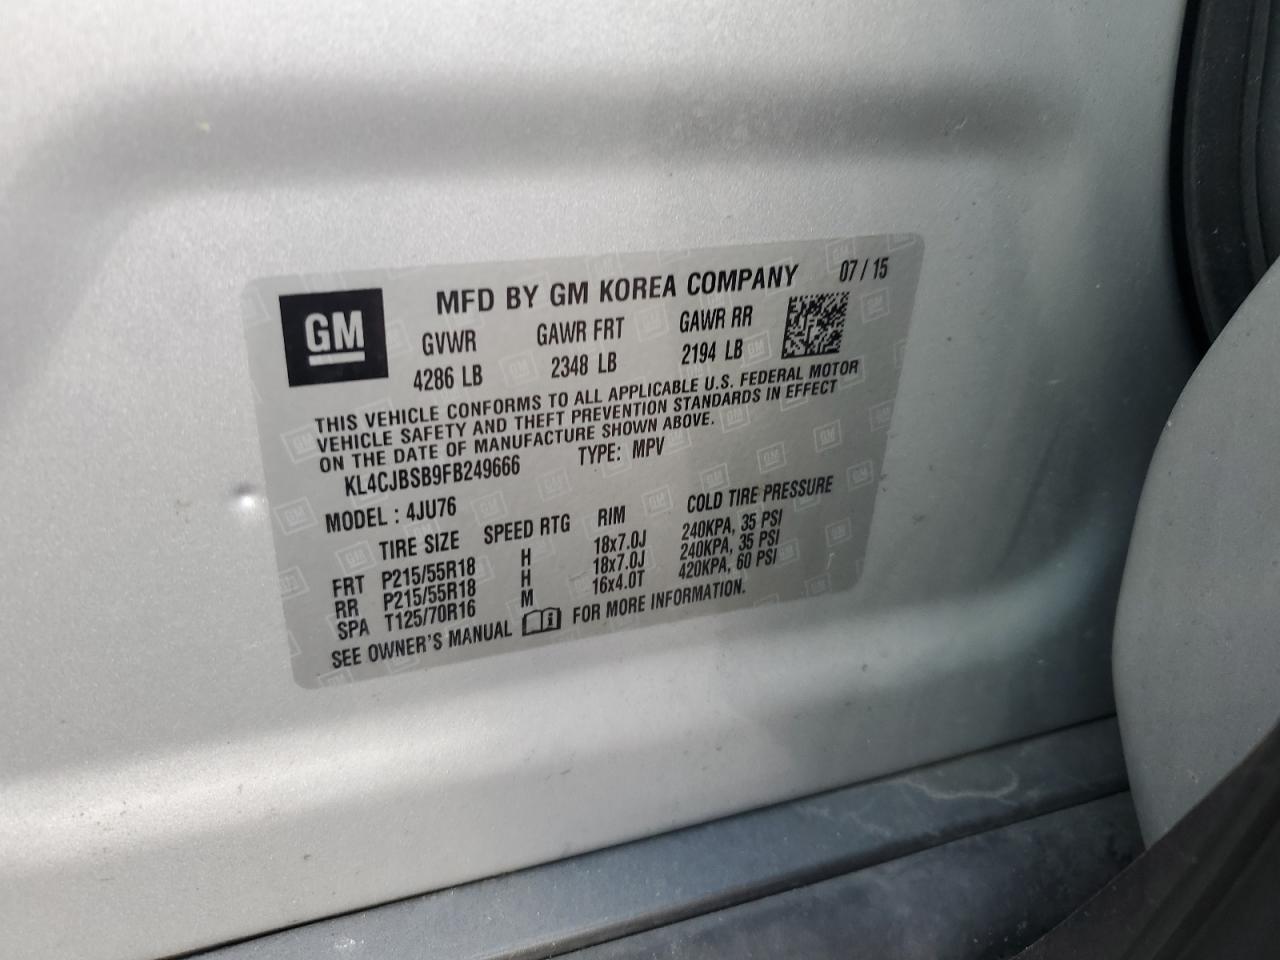 GM
MFD BY GM KOREA COMPANY 07 / 15
GVWR GAWR FRT GAWR RR
4286 LB 2348 LB 2194 LB
THIS VEHICLE CONFORMS TO ALL APPLICABLE U.S. FEDERAL MOTOR
VEHICLE SAFETY AND THEFT PREVENTION STANDARDS IN EFFECT
ON THE DATE OF MANUFACTURE SHOWN ABOVE.
KL4CJBSB9FB249666 TYPE: MPV
MODEL : 4JU76
TIRE SIZE SPEED RTG RIM COLD TIRE PRESSURE
FRT P215/55R18 H 18x7.0J 240KPA, 35 PSI
RR P215/55R18 H 18x7.0J 240KPA, 35 PSI
SPA T125/70R16 M 16x4.0T 420KPA, 60 PSI
SEE OWNER'S MANUAL FOR MORE INFORMATION.